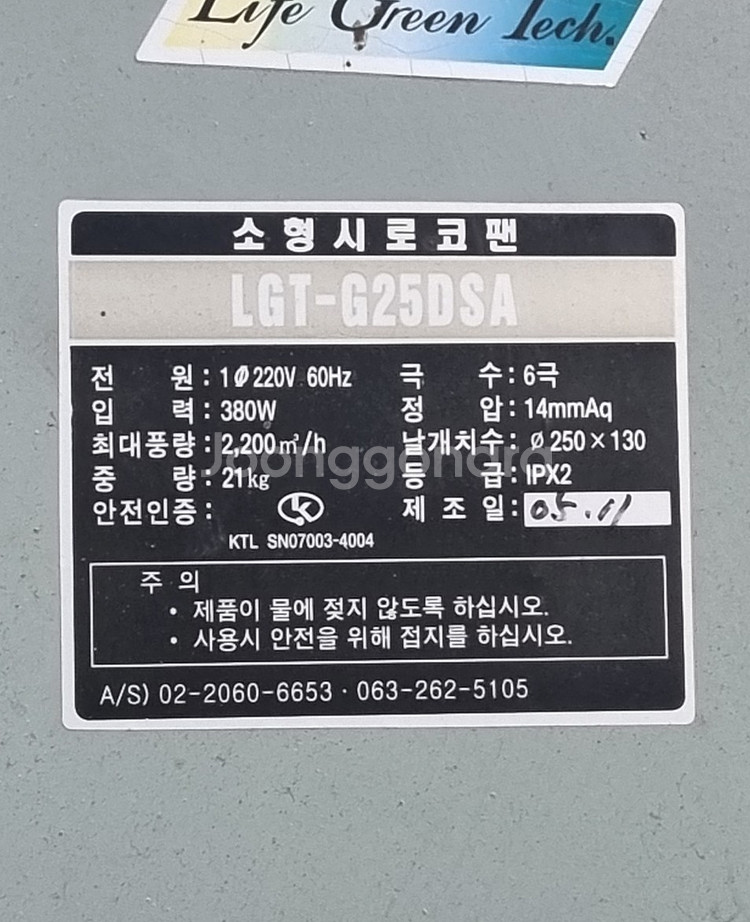 Life Green Tech.
소형시로코팬
LGT-G25DSA
전 원 : 1Ø 220V 60Hz 극 수 : 6극
입 력 : 380W 정 압 : 14mmAq
최대풍량 : 2,200㎥/h 날개치수 : Ø 250×130
중 량 : 21kg 등 급 : IPX2
Joonggonara
안전인증 : 제 조 일 : 05.11
KTL SN07003-4004
주 의
• 제품이 물에 젖지 않도록 하십시오.
• 사용시 안전을 위해 접지를 하십시오.
A/S) 02-2060-6653 · 063-262-5105